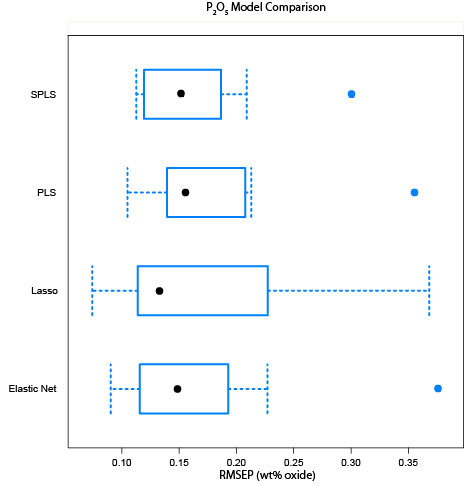 P₂O₅ Model Comparison
SPLS
PLS
Lasso
Elastic Net
0.10 0.15 0.20 0.25 0.30 0.35
RMSEP (wt% oxide)